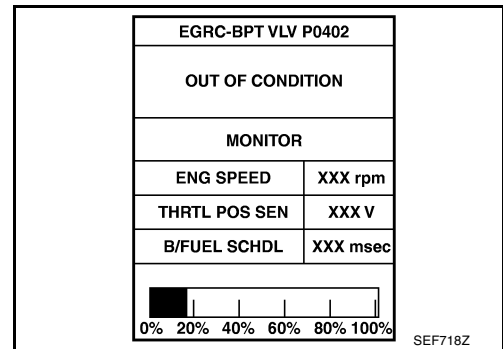 EGRC-BPT VLV P0402
OUT OF CONDITION
MONITOR
ENG SPEED XXX rpm
THRTL POS SEN XXX V
B/FUEL SCHDL XXX msec
0% 20% 40% 60% 80% 100%
SEF718Z